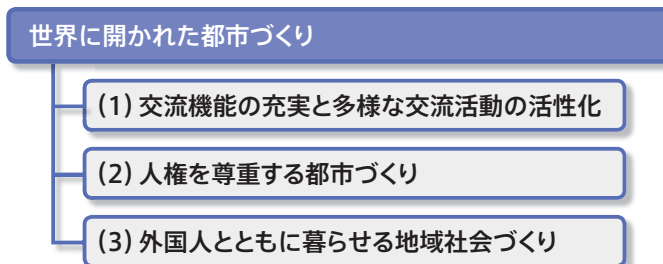 世界に開かれた都市づくり
(1) 交流機能の充実と多様な交流活動の活性化
(2) 人権を尊重する都市づくり
(3) 外国人とともに暮らせる地域社会づくり